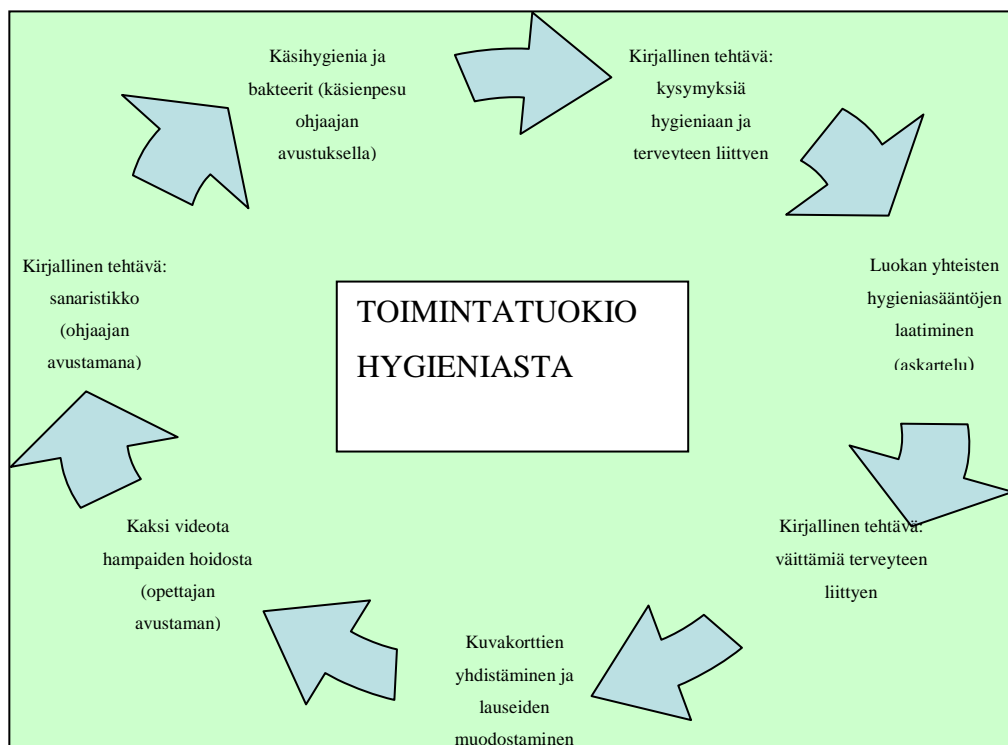 Käsihygienia ja
bakteerit (käsienpesu
ohjaajan
avustuksella)
Kirjallinen tehtävä:
kysymyksiä
hygieniaan ja
terveyteen liittyen
Luokan yhteisten
hygieniasääntöjen
laatiminen
(askartelu)
Kirjallinen tehtävä:
väittämiä terveyteen
liittyen
Kuvakorttien
yhdistäminen ja
lauseiden
muodostaminen
Kaksi videota
hampaiden hoidosta
(opettajan
avustaman)
Kirjallinen tehtävä:
sanaristikko
(ohjaajan
avustamana)
TOIMINTATUOKIO
HYGIENIASTA